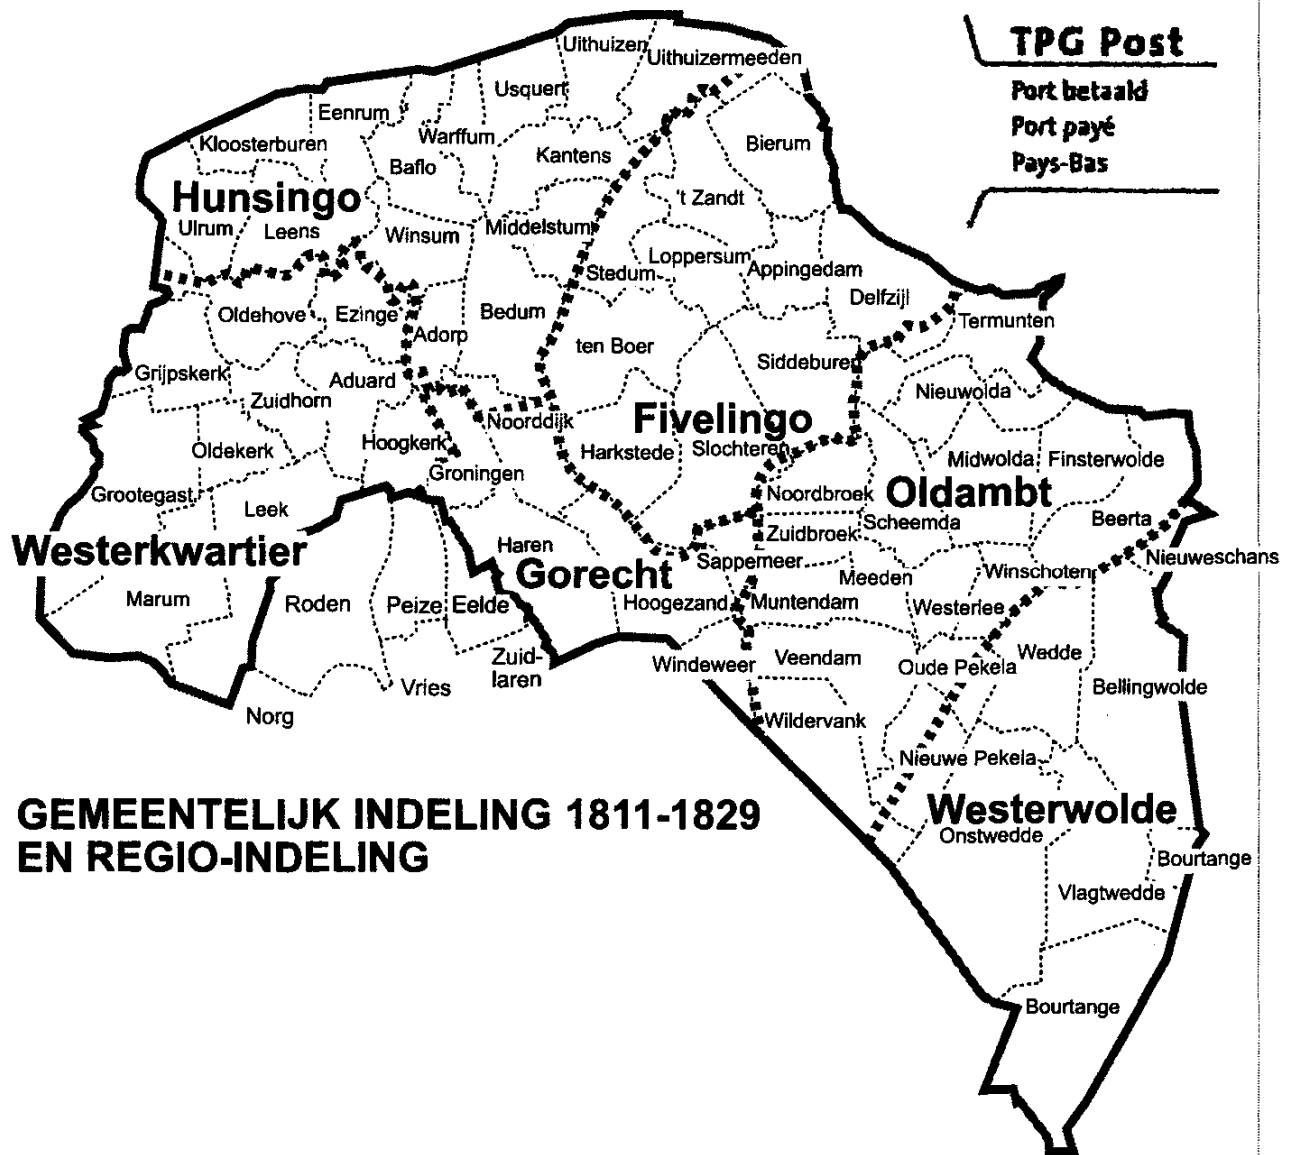 TPG Post
Port betaald
Port payé
Pays-Bas
Uithuizen
Uithuizermeeden
Usquert
Eenrum
Warffum
Kloosterburen
Kantens
Bierum
Baflo
Hunsingo
't Zandt
Ulrum
Leens
Winsum
Middelstum
Loppersum
Stedum
Appingedam
Delfzijl
Oldehove
Ezinge
Bedum
Termunten
Adorp
ten Boer
Siddeburen
Grijpskerk
Aduard
Nieuwolda
Zuidhorn
Noorddijk
Fivelingo
Hoogkerk
Oldekerk
Harkstede
Slochteren
Midwolda
Finsterwolde
Groningen
Grootegast
Noordbroek
Oldambt
Leek
Scheemda
Beerta
Zuidbroek
Westerkwartier
Haren
Nieuweschans
Gorecht
Sappemeer
Winschoten
Meeden
Marum
Roden
Peize
Eelde
Hoogezand
Muntendam
Westerlee
Zuid-
laren
Windeweer
Veendam
Oude Pekela
Wedde
Vries
Bellingwolde
Norg
Wildervank
Nieuwe Pekela
GEMEENTELIJK INDELING 1811-1829
EN REGIO-INDELING
Westerwolde
Onstwedde
Bourtange
Vlagtwedde
Bourtange